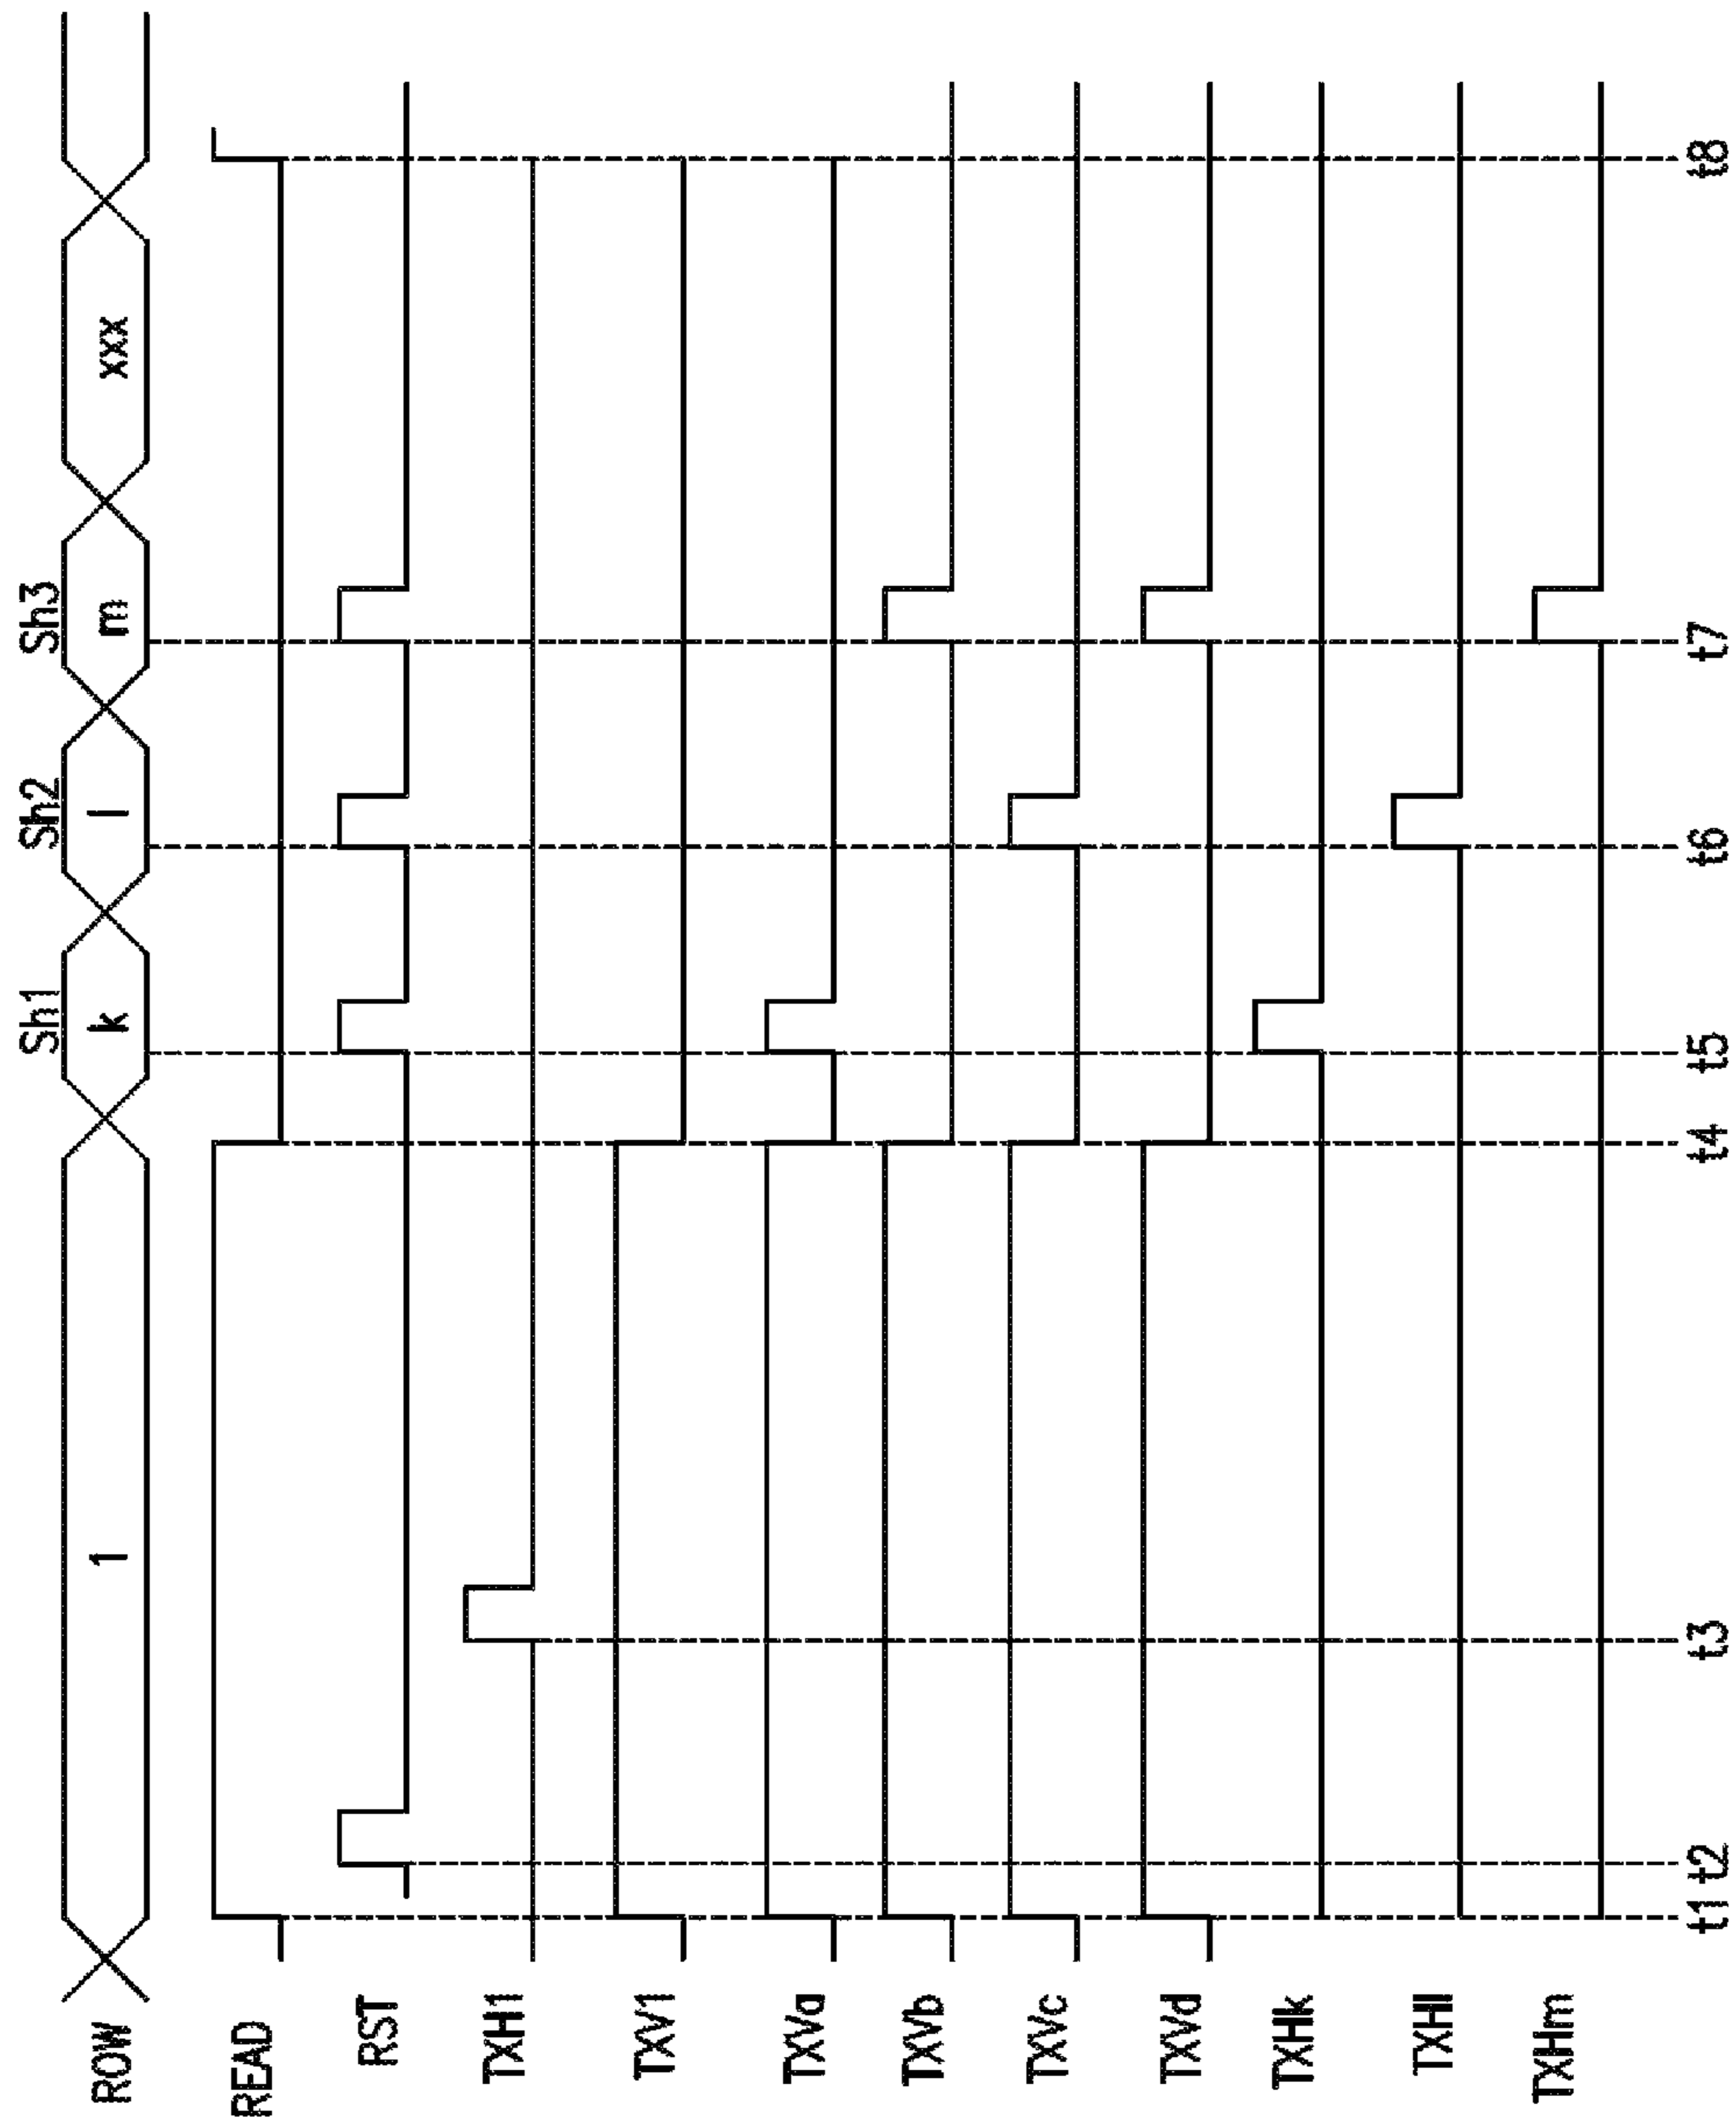 Sh1 Sh2 Sh3
ROW 1 k l m xxx
READ
RST
TXH1
TXV1
TXVa
TXVb
TXVc
TXVd
TXHk
TXHl
TXHm
t1 t2 t3 t4 t5 t6 t7 t8